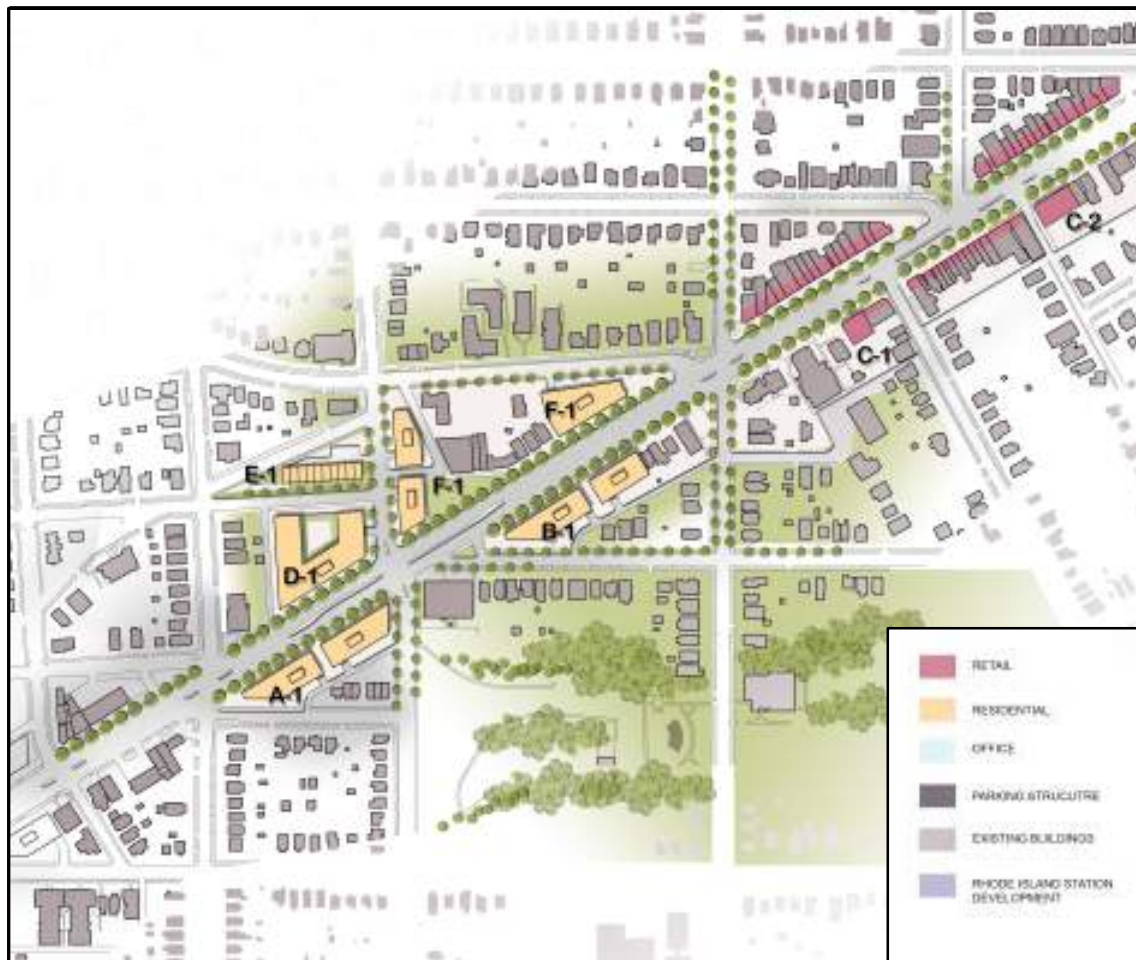 C-2
C-1
F-1
E-1
F-1
B-1
D-1
A-1
RETAIL
RESIDENTIAL
OFFICE
PARKING STRUCUTRE
EXISTING BUILDINGS
RHODE ISLAND STATION
DEVELOPMENT